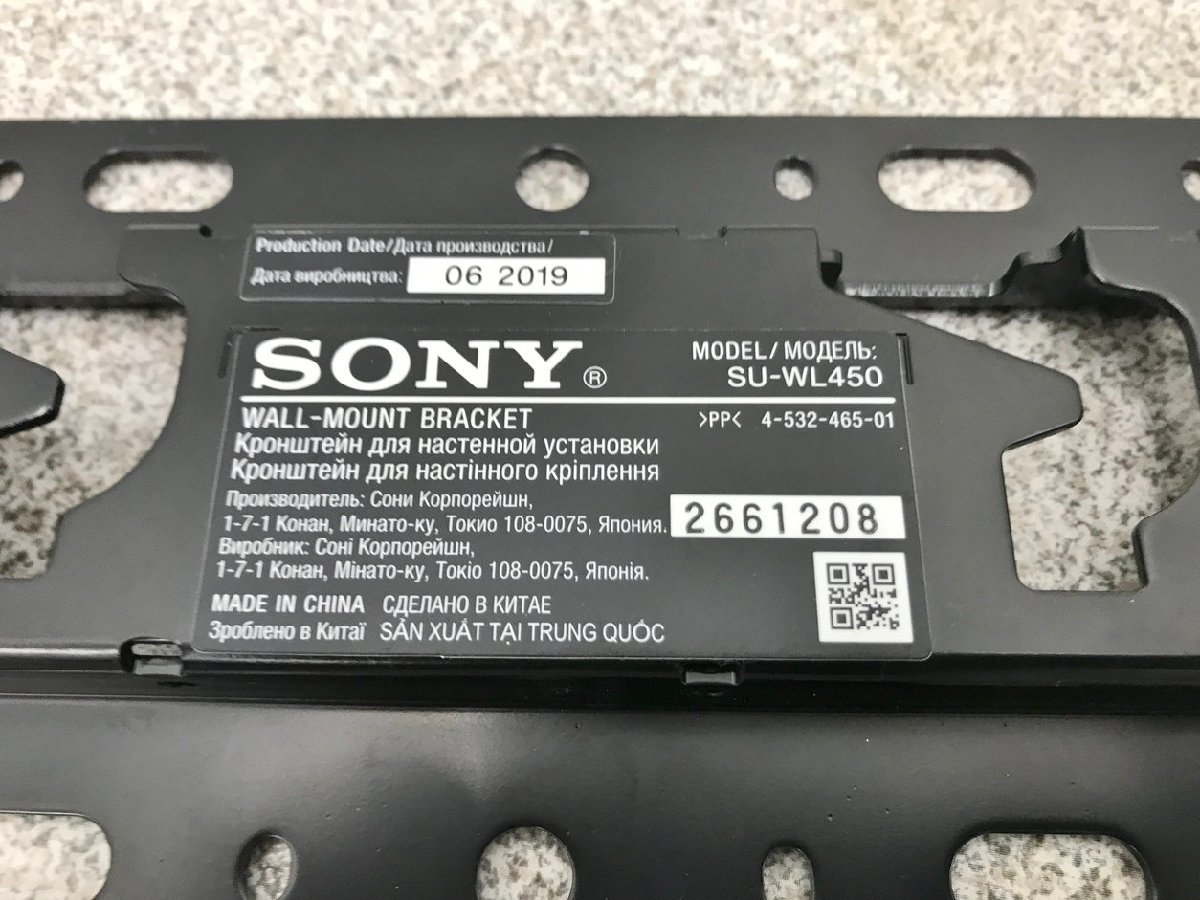 Production Date/Дата производства/
Дата виробництва: 06 2019
SONY®
MODEL/ МОДЕЛЬ:
SU-WL450
WALL-MOUNT BRACKET >PP< 4-532-465-01
Кронштейн для настенной установки
Кронштейн для настінного кріплення
Производитель: Сони Корпорейшн,
1-7-1 Конан, Минато-ку, Токио 108-0075, Япония.
2661208
Виробник: Соні Корпорейшн,
1-7-1 Конан, Мінато-ку, Токіо 108-0075, Японія.
MADE IN CHINA СДЕЛАНО В КИТАЕ
Зроблено в Китаї SẢN XUẤT TẠI TRUNG QUỐC